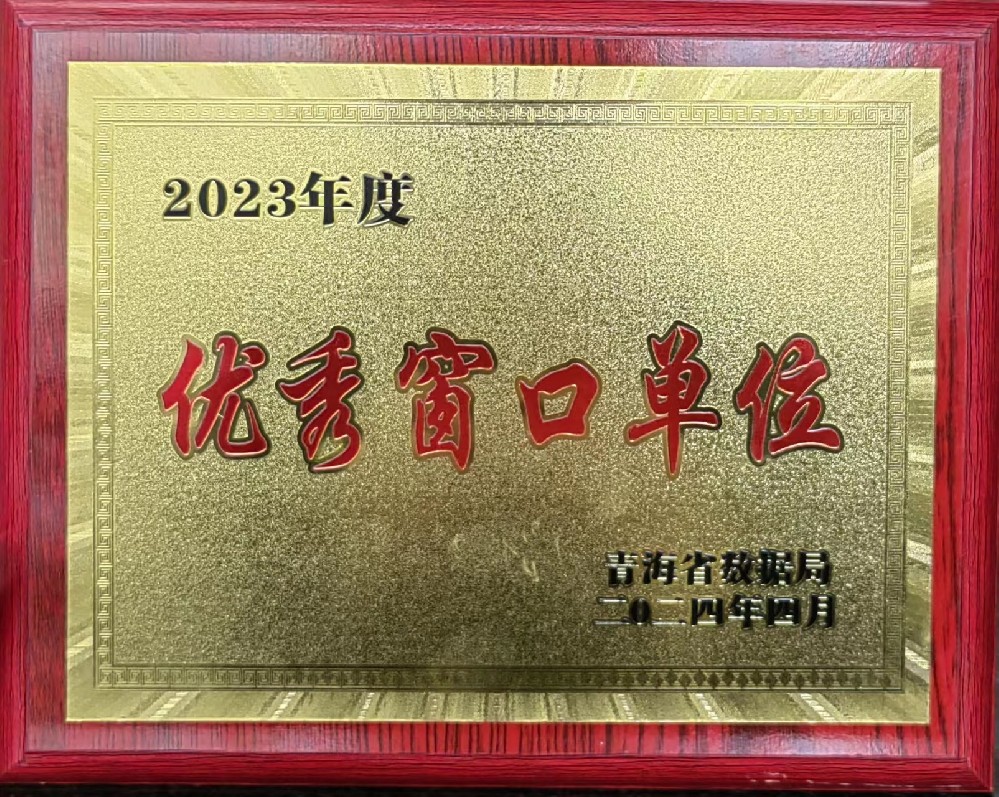 2023年度
优秀窗口单位
青海省数据局
二0二四年四月